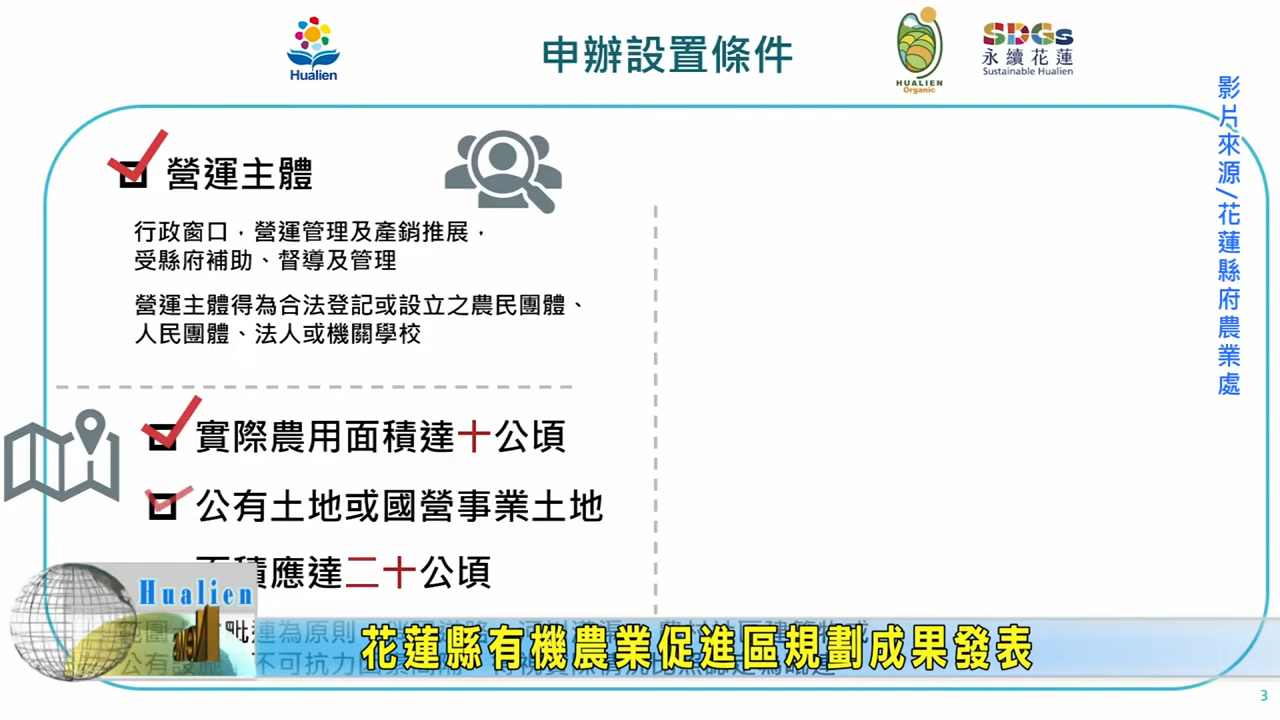 申辦設置條件
Hualien
HUALIEN
Organic
SDGs
永續花蓮
Sustainable Hualien
影片來源/花蓮縣府農業處
營運主體
行政窗口，營運管理及產銷推展，
受縣府補助、督導及管理
營運主體得為合法登記或設立之農民團體、
人民團體、法人或機關學校
實際農用面積達十公頃
公有土地或國營事業土地
面積應達二十公頃
Hualien
花蓮縣有機農業促進區規劃成果發表
3